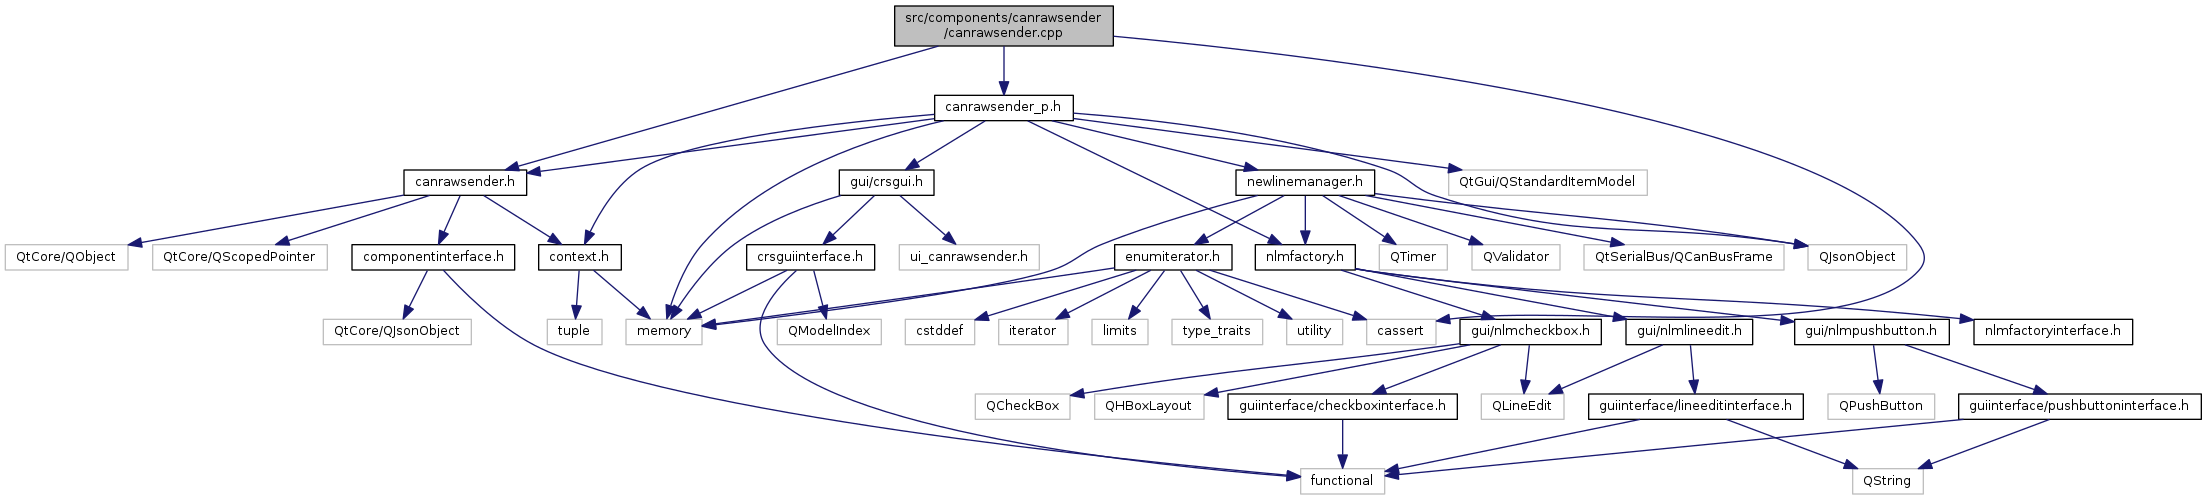 src/components/canrawsender
/canrawsender.cpp
canrawsender_p.h
canrawsender.h
gui/crsgui.h
newlinemanager.h
QtGui/QStandardItemModel
QtCore/QObject
QtCore/QScopedPointer
componentinterface.h
context.h
crsguiinterface.h
ui_canrawsender.h
enumiterator.h
nlmfactory.h
QTimer
QValidator
QtSerialBus/QCanBusFrame
QJsonObject
QtCore/QJsonObject
tuple
memory
QModelIndex
cstddef
iterator
limits
type_traits
utility
cassert
gui/nlmcheckbox.h
gui/nlmlineedit.h
gui/nlmpushbutton.h
nlmfactoryinterface.h
QCheckBox
QHBoxLayout
guiinterface/checkboxinterface.h
QLineEdit
guiinterface/lineeditinterface.h
QPushButton
guiinterface/pushbuttoninterface.h
functional
QString